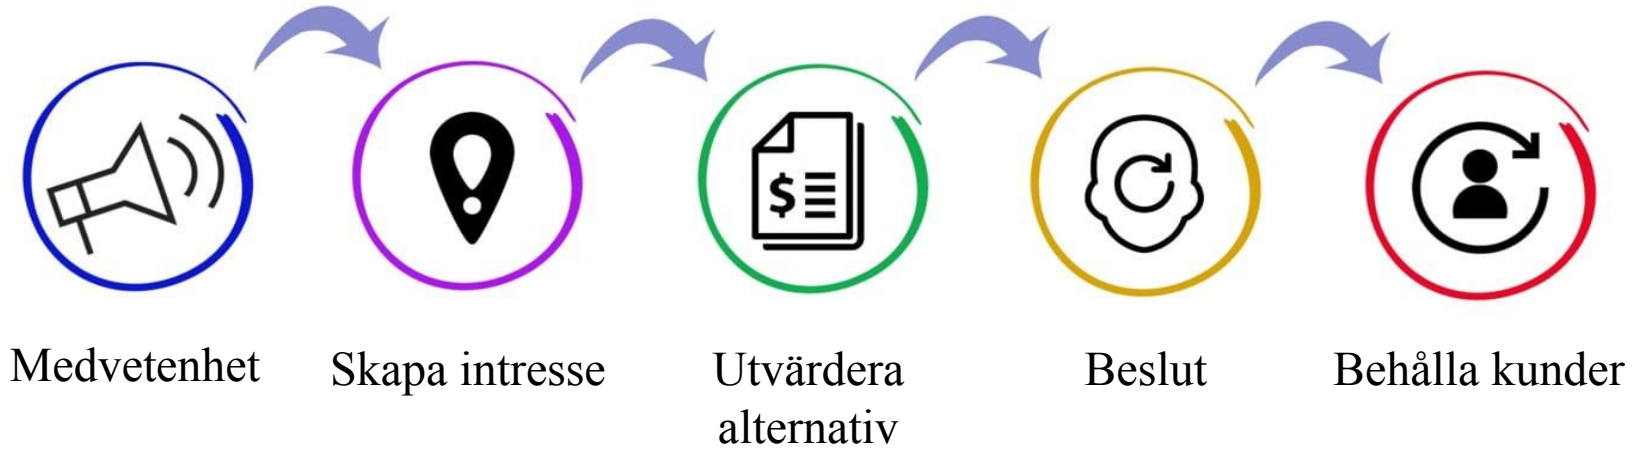 $
Medvetenhet
Skapa intresse
Utvärdera
alternativ
Beslut
Behålla kunder